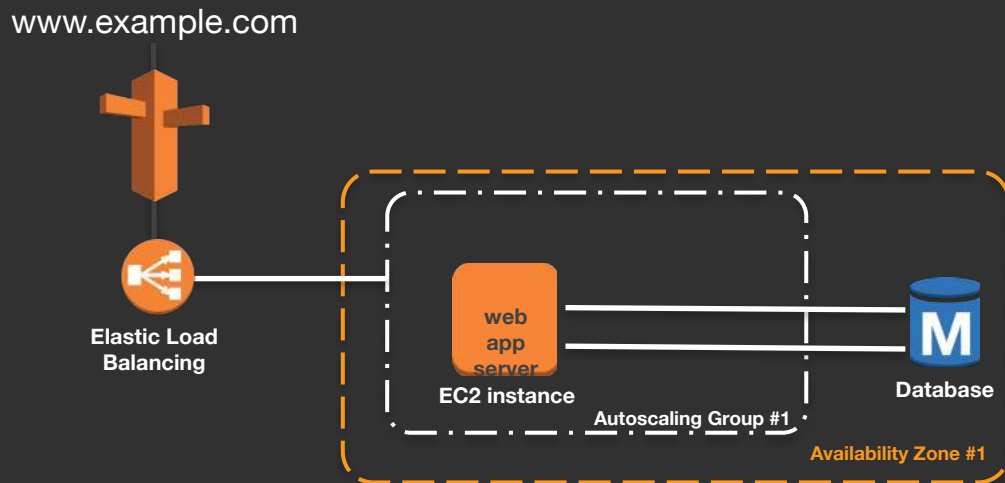 www.example.com
Elastic Load
Balancing
web
app
server
EC2 instance
M
Database
Autoscaling Group #1
Availability Zone #1